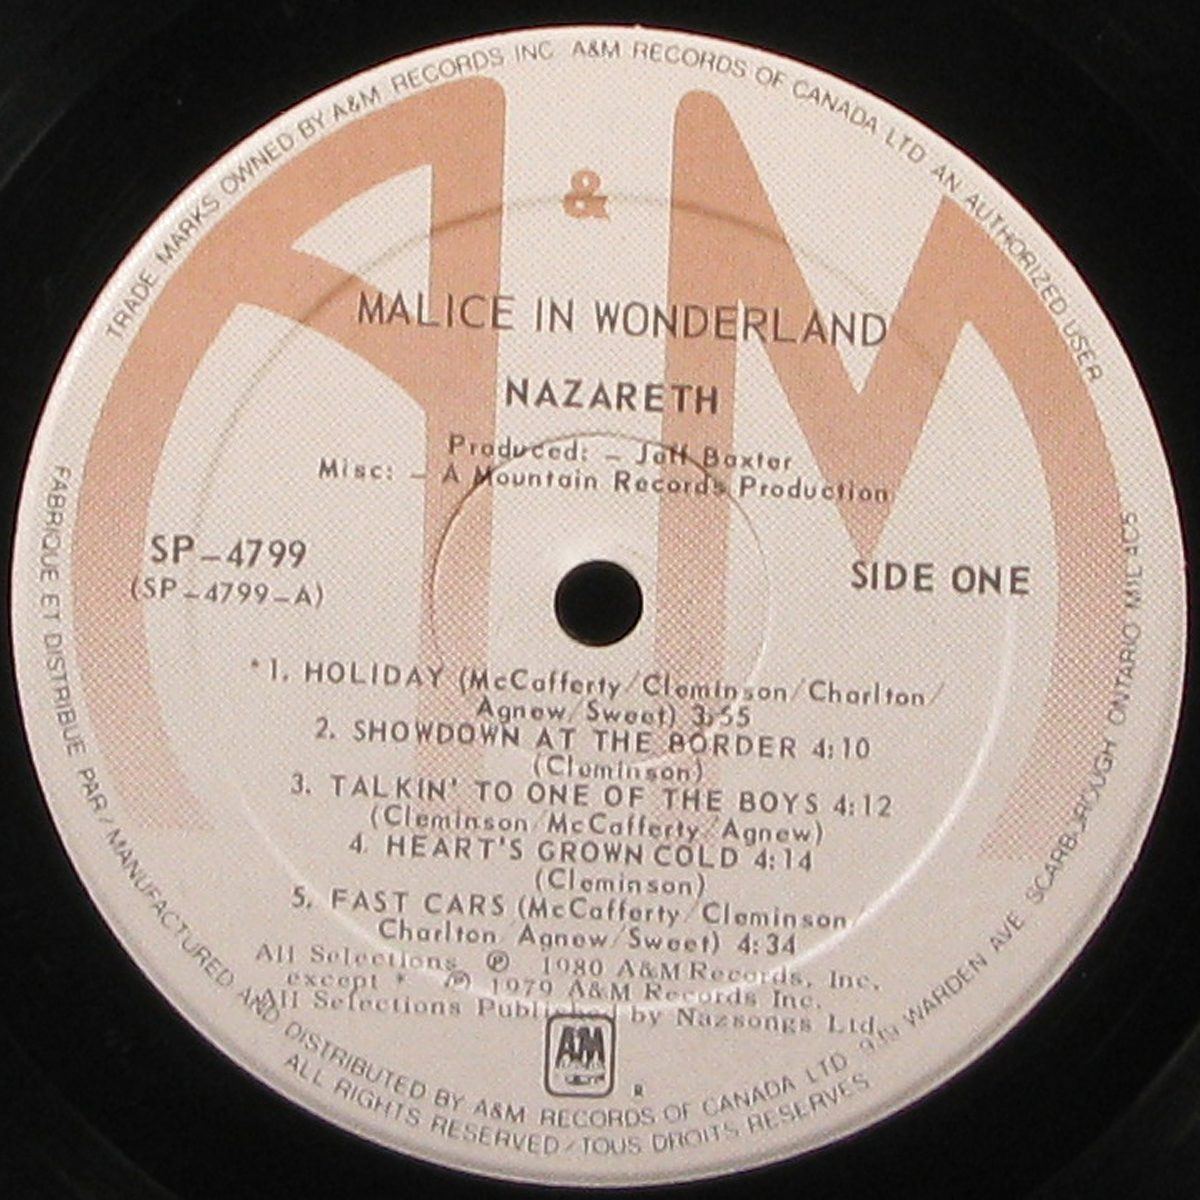 TRADE MARKS OWNED BY A&M RECORDS INC A&M RECORDS OF CANADA LTD AN AUTHORIZED USER
A & M
MALICE IN WONDERLAND
NAZARETH
Produced: - Jeff Baxter
Misc: - A Mountain Records Production
SP-4799
(SP-4799-A)
SIDE ONE
*1. HOLIDAY (McCafferty/Cleminson/Charlton/
Agnew/Sweet) 3:55
2. SHOWDOWN AT THE BORDER 4:10
(Cleminson)
3. TALKIN' TO ONE OF THE BOYS 4:12
(Cleminson/McCafferty/Agnew)
4. HEART'S GROWN COLD 4:14
(Cleminson)
5. FAST CARS (McCafferty/Cleminson/
Charlton/Agnew/Sweet) 4:34
All Selections ℗ 1980 A&M Records, Inc.
except * ℗ 1979 A&M Records Inc.
All Selections Published by Nazsongs Ltd.
A&M
RECORDS
R
FABRIQUE ET DISTRIBUE PAR/MANUFACTURED AND DISTRIBUTED BY A&M RECORDS OF CANADA LTD 939 WARDEN AVE SCARBOROUGH ONTARIO MIL 4C5
ALL RIGHTS RESERVED/TOUS DROITS RESERVES